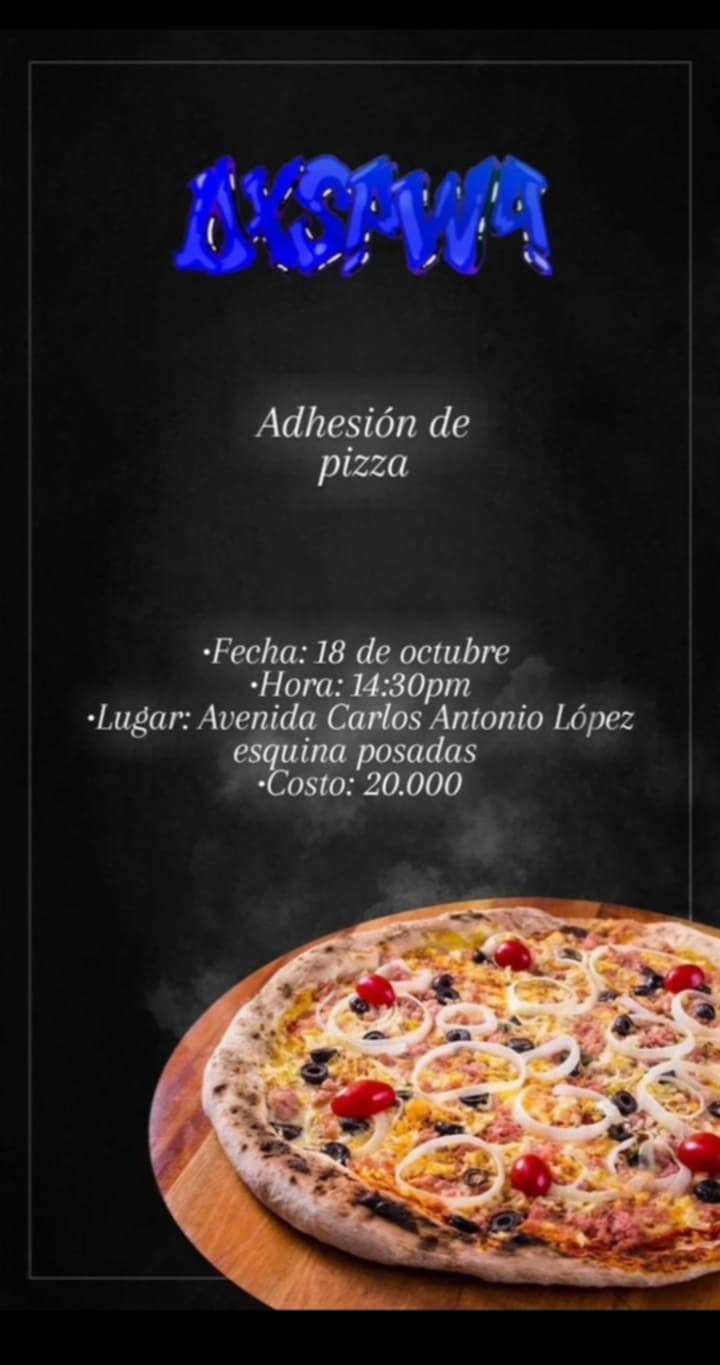 Adhesión de
pizza
•Fecha: 18 de octubre
•Hora: 14:30pm
•Lugar: Avenida Carlos Antonio López
esquina posadas
•Costo: 20.000